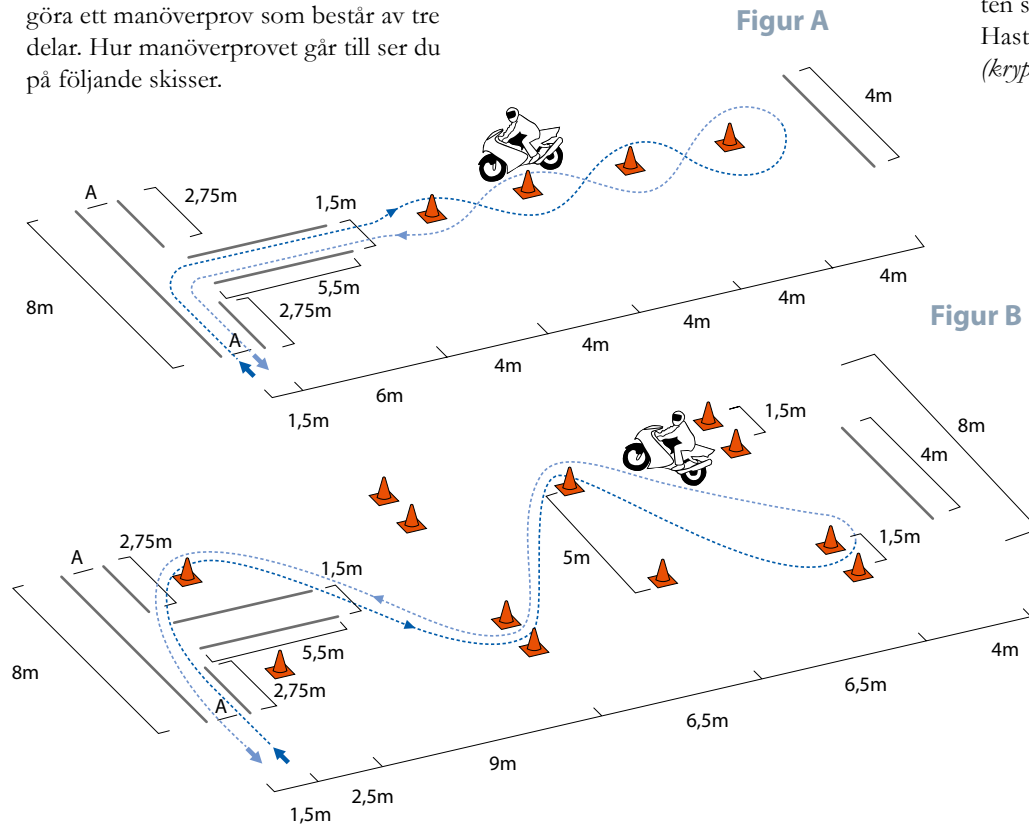 göra ett manöverprov som består av tre
delar. Hur manöverprovet går till ser du
på följande skisser.
Figur A
ten s
Hast
(kryp
4m
A
2,75m
1,5m
8m
5,5m
2,75m
A
4m
4m
4m
4m
4m
6m
1,5m
Figur B
1,5m
8m
4m
A
2,75m
1,5m
5m
1,5m
8m
5,5m
2,75m
A
4m
6,5m
6,5m
9m
2,5m
1,5m